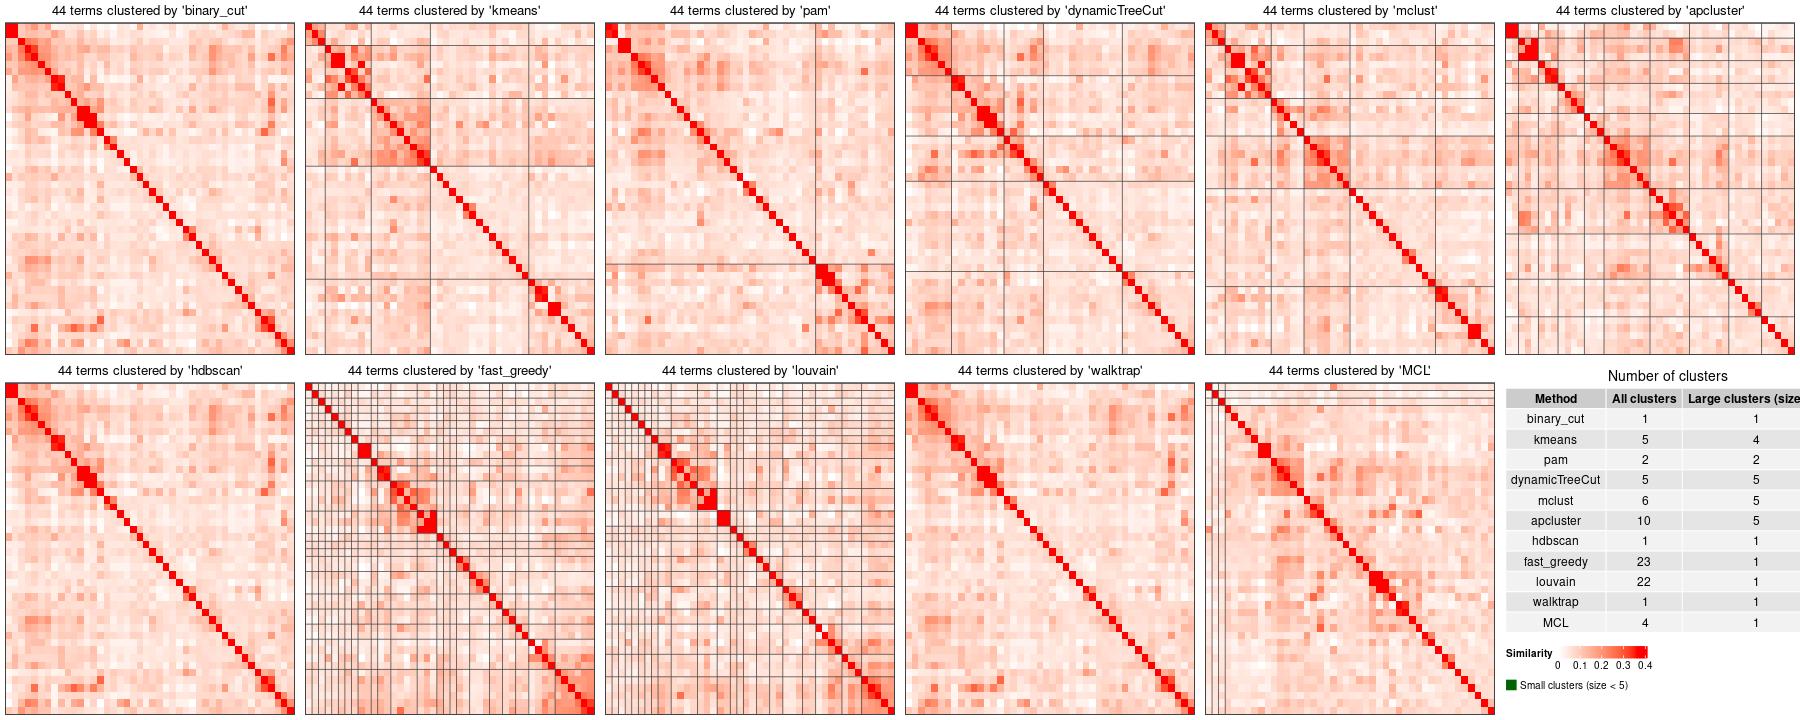 44 terms clustered by 'binary_cut'
44 terms clustered by 'kmeans'
44 terms clustered by 'pam'
44 terms clustered by 'dynamicTreeCut'
44 terms clustered by 'mclust'
44 terms clustered by 'apcluster'
44 terms clustered by 'hdbscan'
44 terms clustered by 'fast_greedy'
44 terms clustered by 'louvain'
44 terms clustered by 'walktrap'
44 terms clustered by 'MCL'
Number of clusters
Method All clusters Large clusters (size
binary_cut 1 1
kmeans 5 4
pam 2 2
dynamicTreeCut 5 5
mclust 6 5
apcluster 10 5
hdbscan 1 1
fast_greedy 23 1
louvain 22 1
walktrap 1 1
MCL 4 1
Similarity
0 0.1 0.2 0.3 0.4
Small clusters (size < 5)